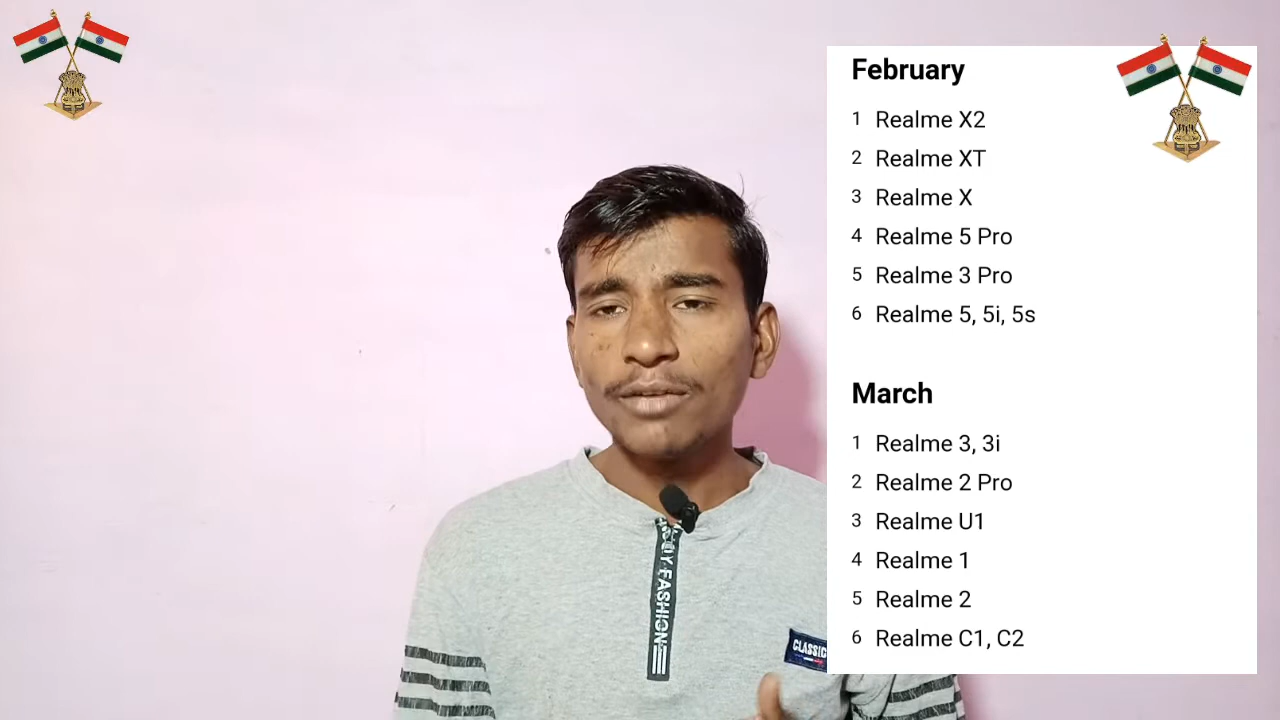 February
1 Realme X2
2 Realme XT
3 Realme X
4 Realme 5 Pro
5 Realme 3 Pro
6 Realme 5, 5i, 5s
March
1 Realme 3, 3i
2 Realme 2 Pro
3 Realme U1
4 Realme 1
5 Realme 2
6 Realme C1, C2
FASHION
CLASSIC